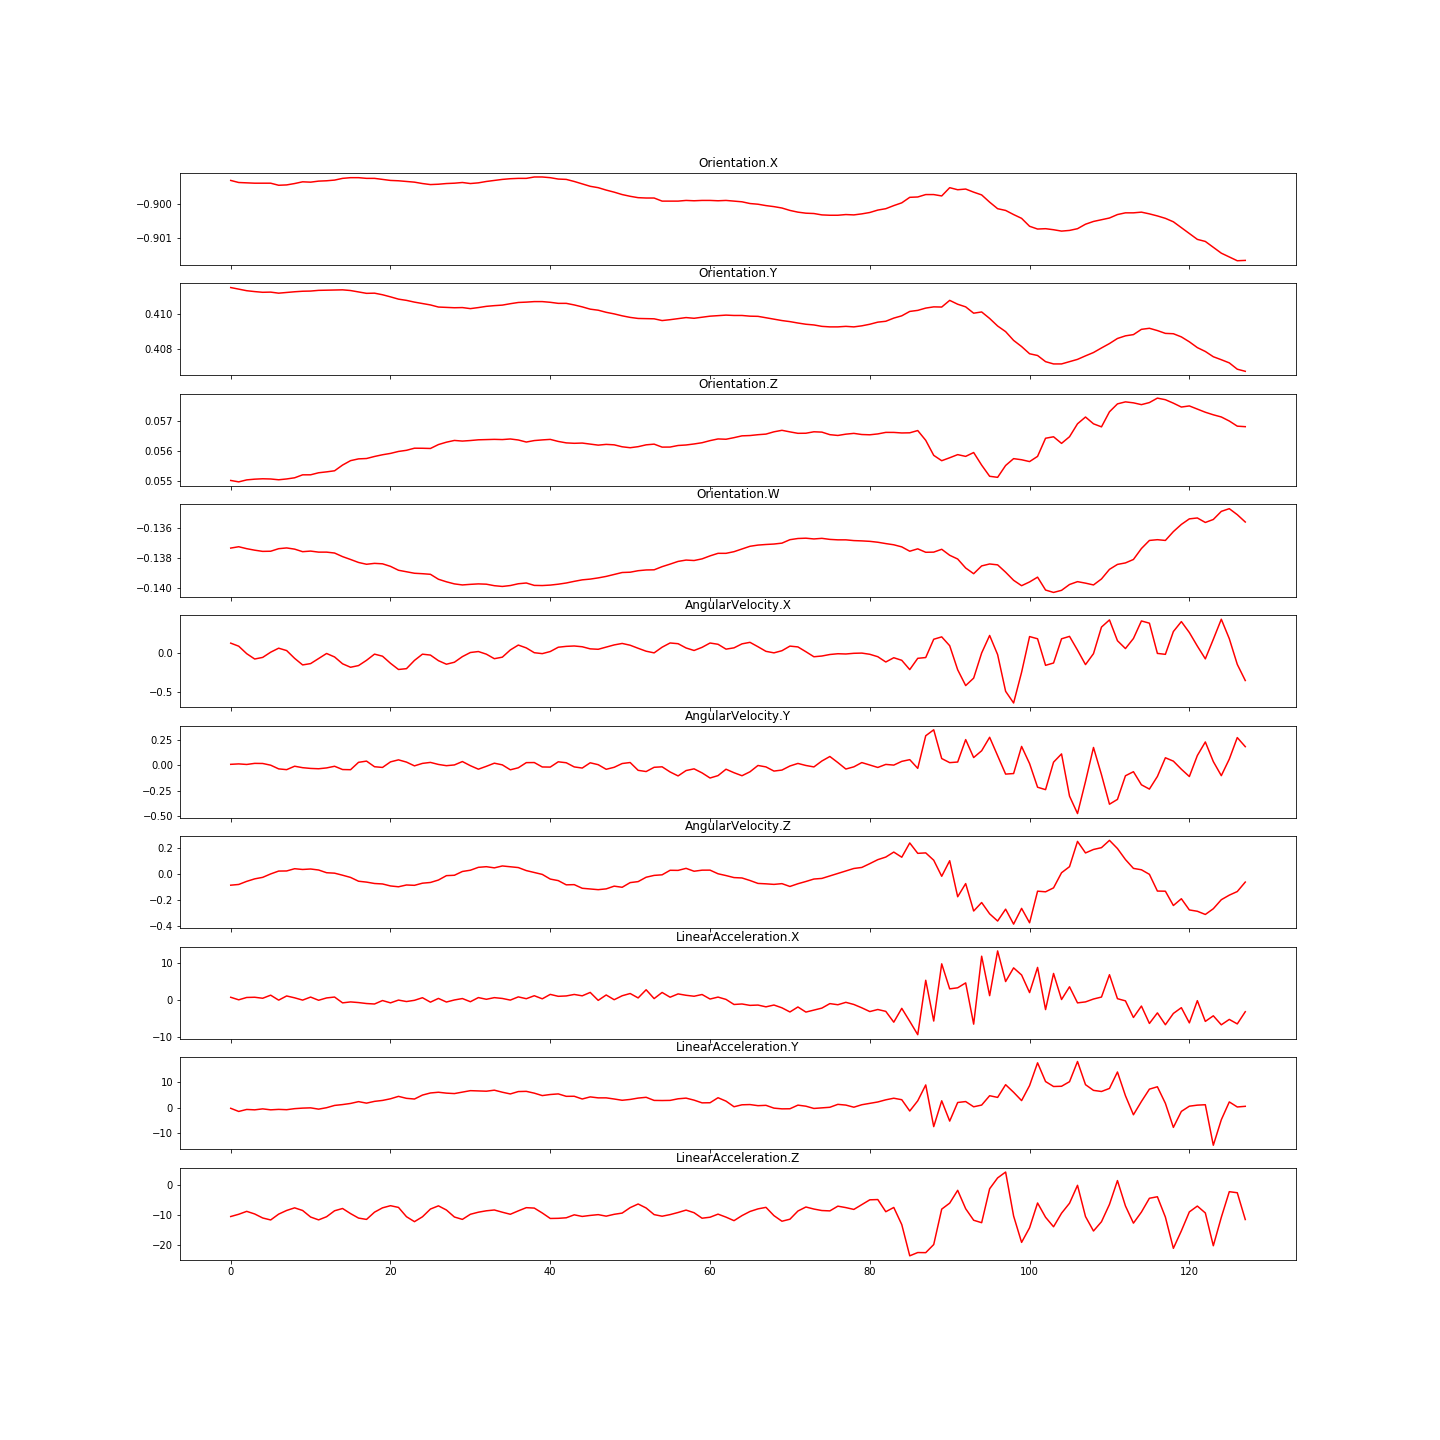 Orientation.X
−0.900
−0.901
Orientation.Y
0.410
0.408
Orientation.Z
0.057
0.056
0.055
Orientation.W
−0.136
−0.138
−0.140
AngularVelocity.X
0.0
−0.5
AngularVelocity.Y
0.25
0.00
−0.25
−0.50
AngularVelocity.Z
0.2
0.0
−0.2
−0.4
LinearAcceleration.X
10
0
−10
LinearAcceleration.Y
10
0
−10
LinearAcceleration.Z
0
−10
−20
0 20 40 60 80 100 120